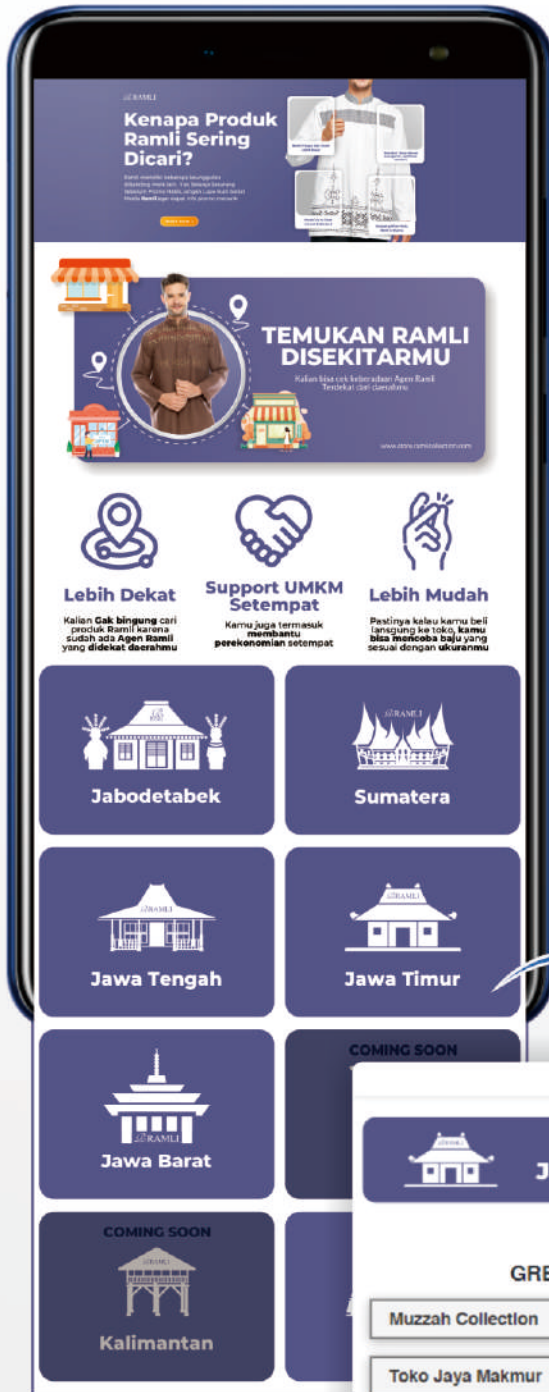 RAMLI
Kenapa Produk
Ramli Sering
Dicari?
TEMUKAN RAMLI
DISEKITARMU
Kalian bisa cek keberadaan Agen Ramli
Terdekat dari daerahmu
Lebih Dekat
Kalian Gak bingung cari
produk Ramli karena
sudah ada Agen Ramli
yang didekat daerahmu
Support UMKM
Setempat
Kamu juga termasuk
membantu
perekonomian setempat
Lebih Mudah
Pastinya kalau kamu beli
lansgung ke toko, kamu
bisa mencoba baju yang
sesuai dengan ukuranmu
Jabodetabek
RAMLI
Sumatera
RAMLI
Jawa Tengah
RAMLI
Jawa Timur
RAMLI
Jawa Barat
COMING SOON
COMING SOON
RAMLI
Kalimantan
J
GRE
Muzzah Collection
Toko Jaya Makmur